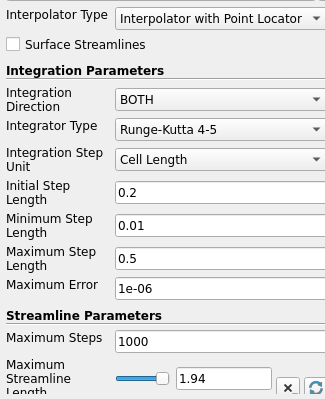 Interpolator Type Interpolator with Point Locator
Surface Streamlines
Integration Parameters
Integration
Direction
BOTH
Integrator Type Runge-Kutta 4-5
Integration Step
Unit
Cell Length
Initial Step
Length
0.2
Minimum Step
Length
0.01
Maximum Step
Length
0.5
Maximum Error 1e-06
Streamline Parameters
Maximum Steps 1000
Maximum
Streamline
Length
1.94